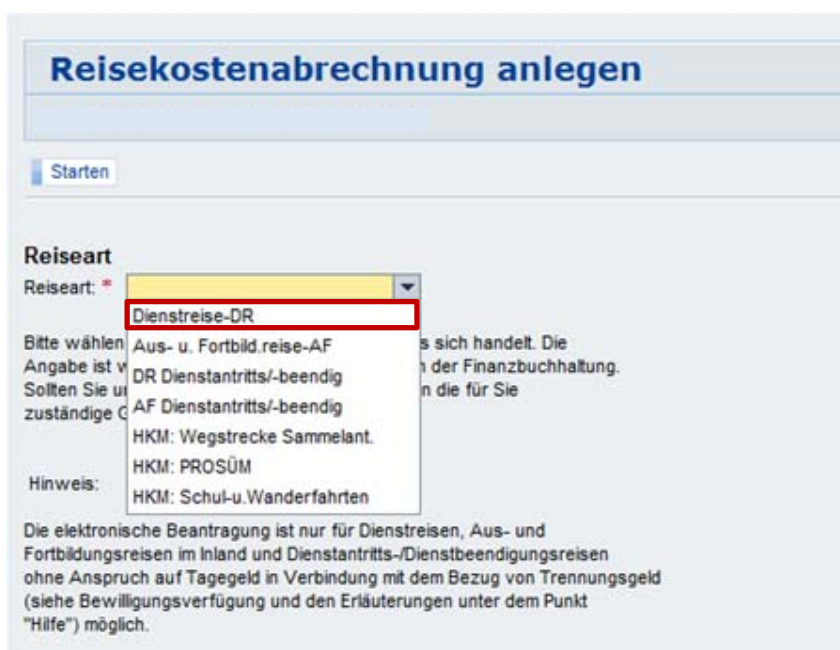 Reisekostenabrechnung anlegen
Starten
Reiseart
Reiseart: *
Dienstreise-DR
Aus- u. Fortbild.reise-AF
DR Dienstantritts/-beendig
AF Dienstantritts/-beendig
HKM: Wegstrecke Sammelant.
HKM: PROSÜM
HKM: Schul-u.Wanderfahrten
Bitte wählen s sich handelt. Die
Angabe ist der Finanzbuchhaltung.
Sollten Sie n die für Sie
zuständige
Hinweis:
Die elektronische Beantragung ist nur für Dienstreisen, Aus- und
Fortbildungsreisen im Inland und Dienstantritts-/Dienstbeendigungsreisen
ohne Anspruch auf Tagegeld in Verbindung mit dem Bezug von Trennungsgeld
(siehe Bewilligungsverfügung und den Erläuterungen unter dem Punkt
"Hilfe") möglich.